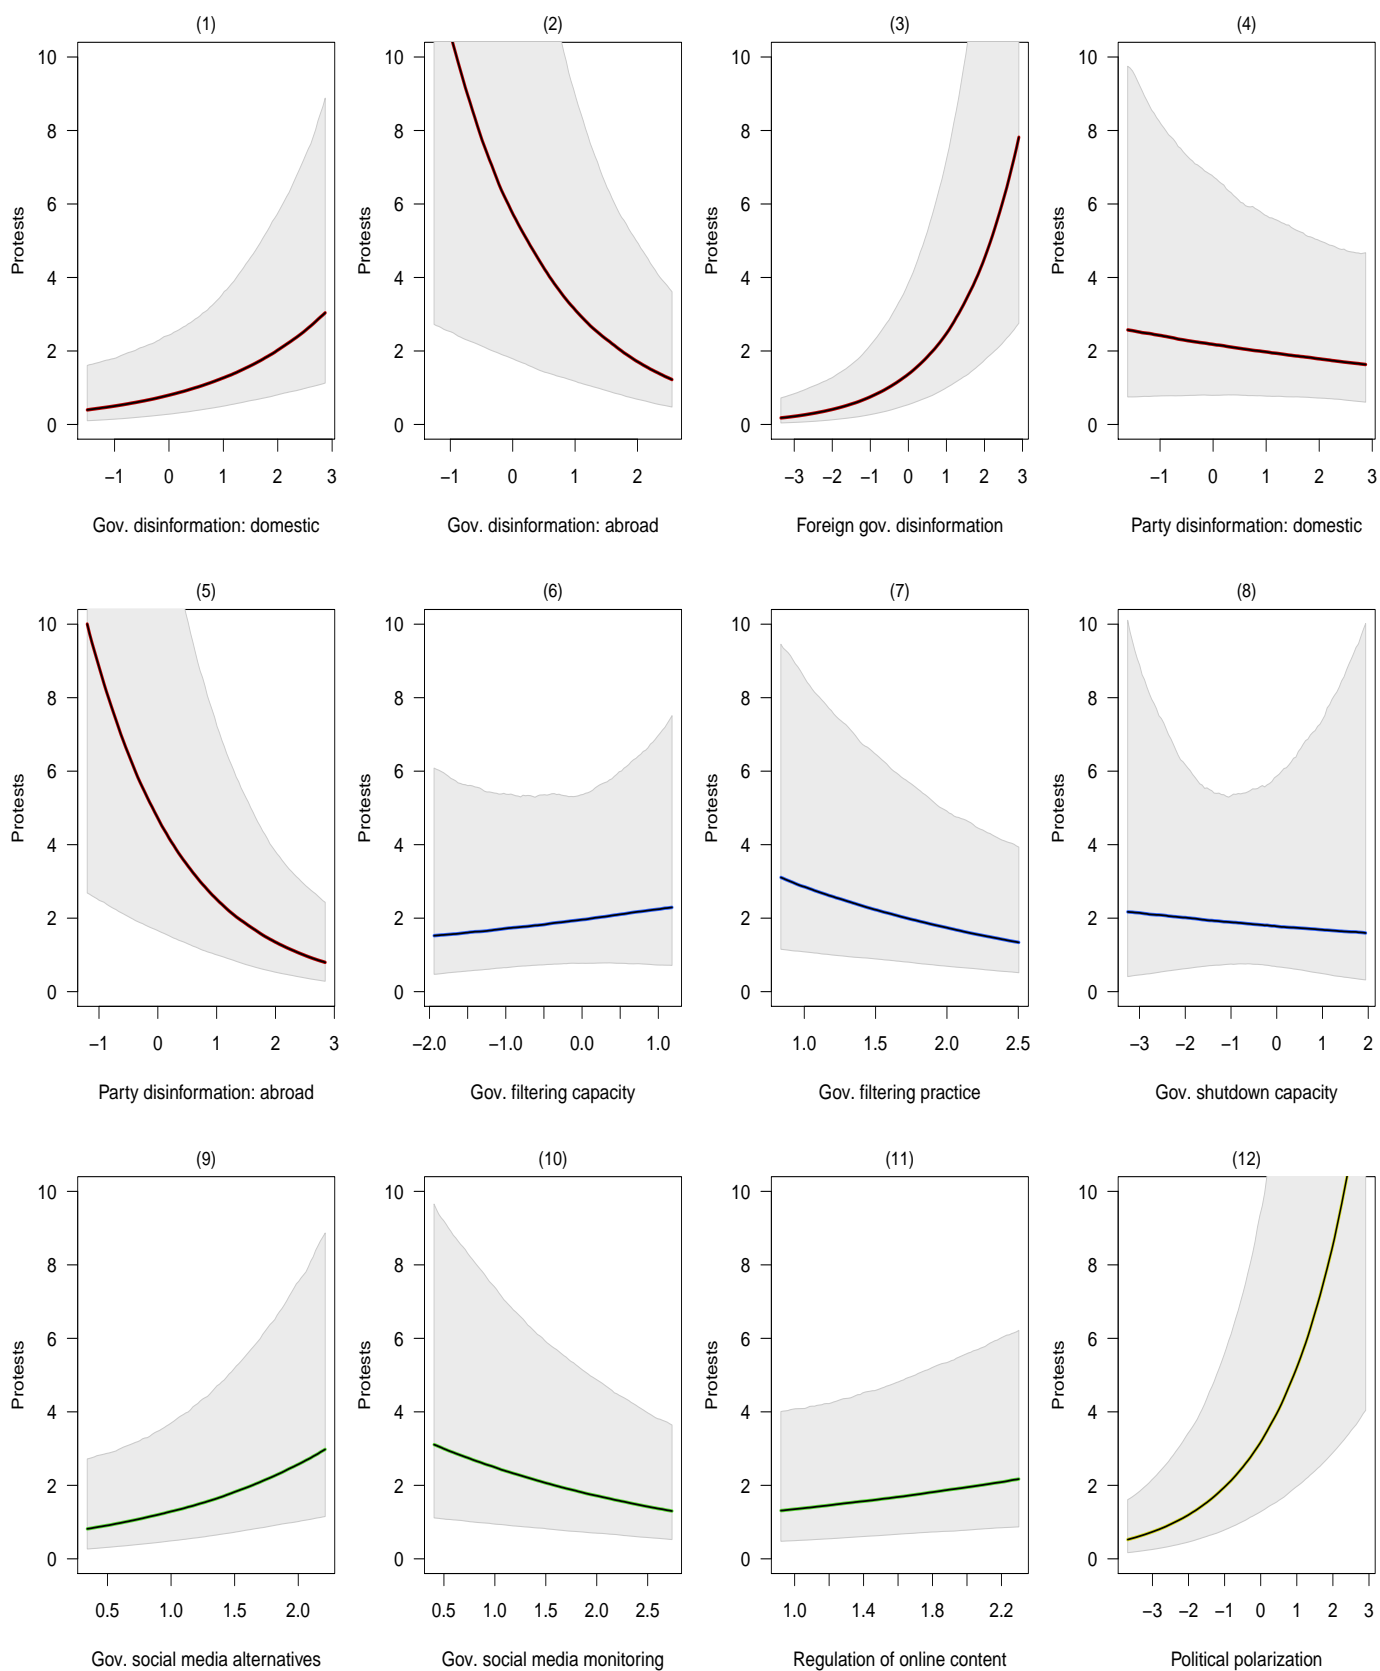 (1) (2) (3) (4)
10 10 10 10
8 8 8 8
6 6 6 6
Protests Protests Protests Protests
4 4 4 4
2 2 2 2
0 0 0 0
−1 0 1 2 3 −1 0 1 2 −3 −2 −1 0 1 2 3 −1 0 1 2 3
Gov. disinformation: domestic Gov. disinformation: abroad Foreign gov. disinformation Party disinformation: domestic
(5) (6) (7) (8)
10 10 10 10
8 8 8 8
6 6 6 6
Protests Protests Protests Protests
4 4 4 4
2 2 2 2
0 0 0 0
−1 0 1 2 3 −2.0 −1.0 0.0 1.0 1.0 1.5 2.0 2.5 −3 −2 −1 0 1 2
Party disinformation: abroad Gov. filtering capacity Gov. filtering practice Gov. shutdown capacity
(9) (10) (11) (12)
10 10 10 10
8 8 8 8
6 6 6 6
Protests Protests Protests Protests
4 4 4 4
2 2 2 2
0 0 0 0
0.5 1.0 1.5 2.0 0.5 1.0 1.5 2.0 2.5 1.0 1.4 1.8 2.2 −3 −2 −1 0 1 2 3
Gov. social media alternatives Gov. social media monitoring Regulation of online content Political polarization